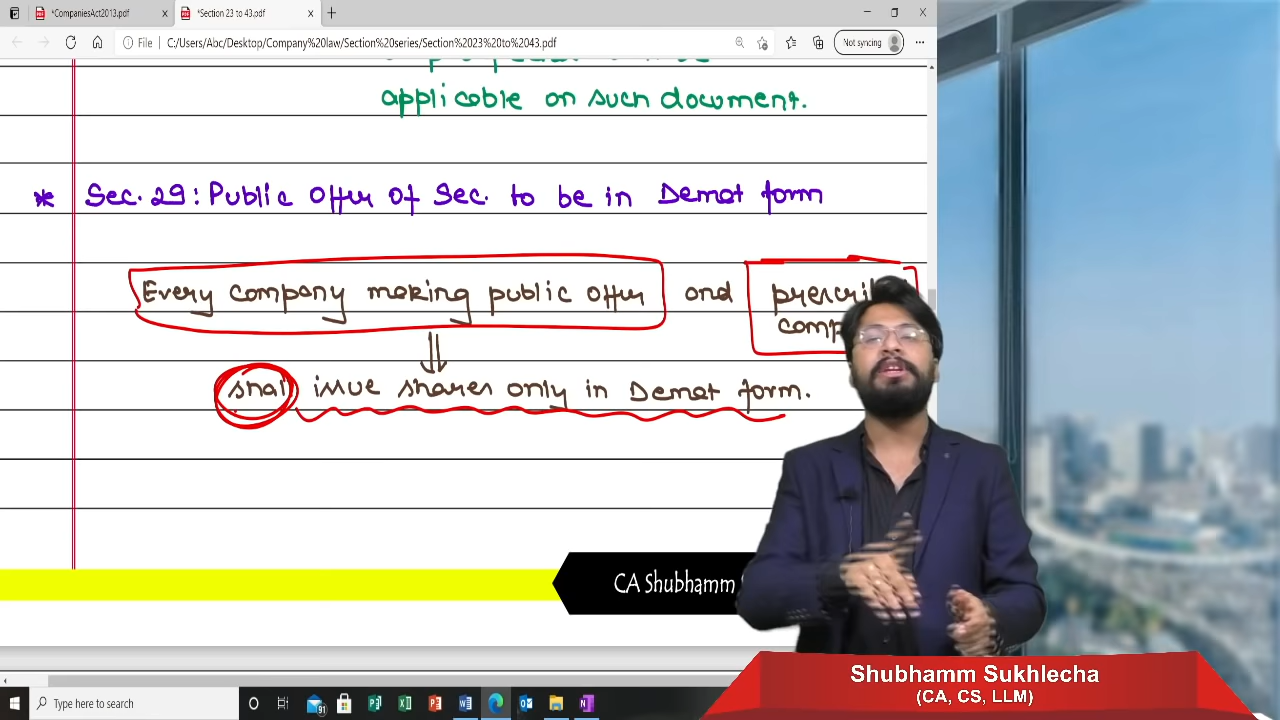 *CompaniesAct2013.pdf
*Section 23 to 43.pdf
File C:/Users/Abc/Desktop/Company%20law/Section%20series/Section%2023%20to%2043.pdf
Not syncing
applicable on such document.
* Sec. 29: Public Offer of Sec. to be in Demat form
Every company making public offer and
shall issue shares only in Demat form.
CA Shubhamm
Shubhamm Sukhlecha
(CA, CS, LLM)
Type here to search
91